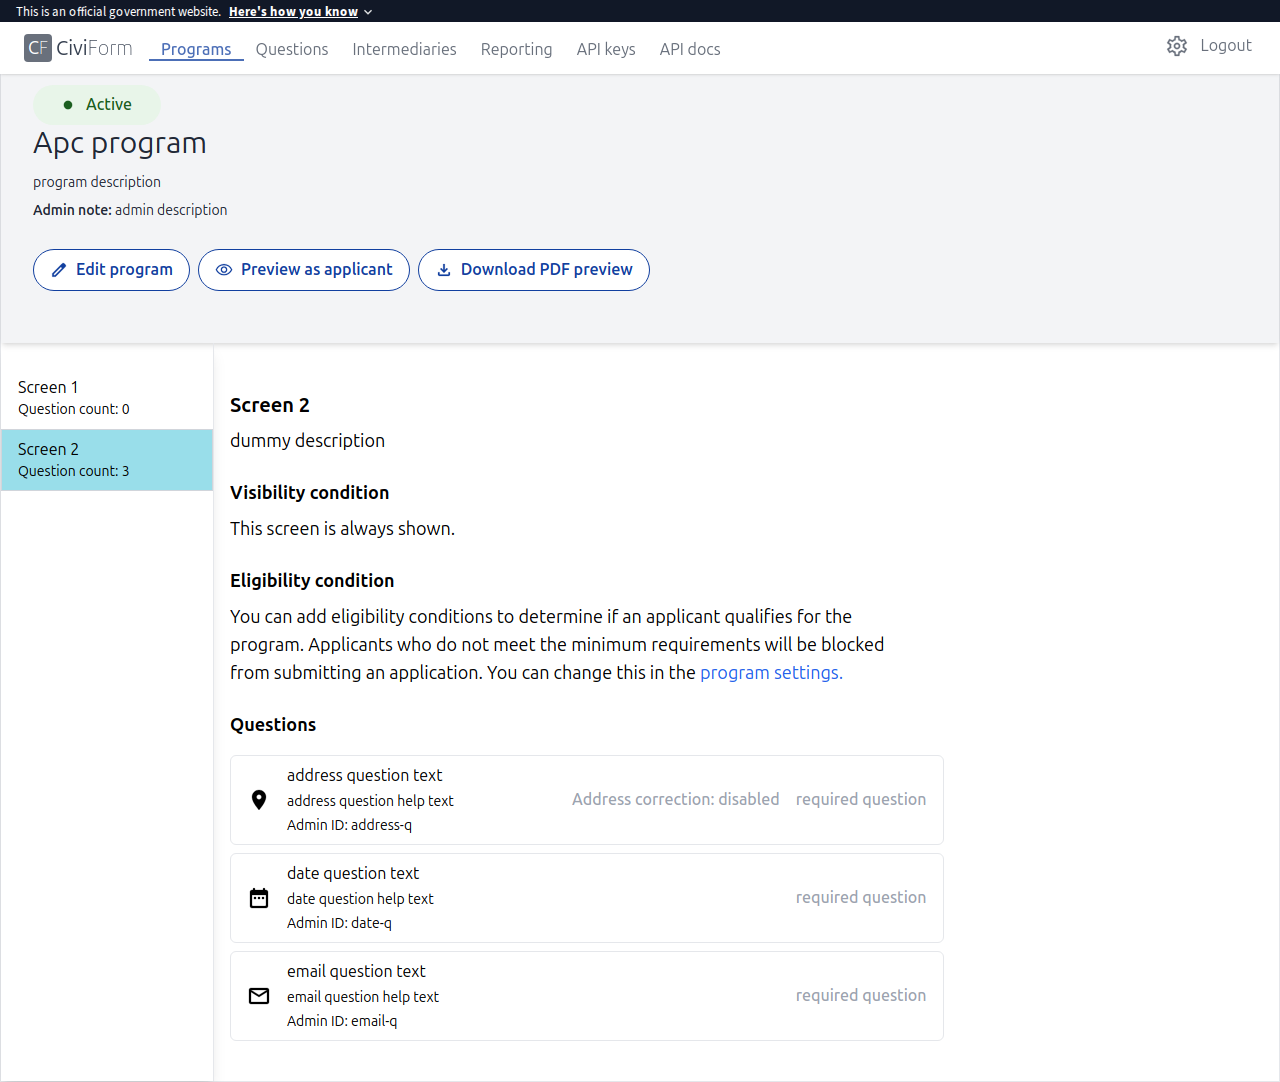 This is an official government website. Here's how you know
CF CiviForm Programs Questions Intermediaries Reporting API keys API docs Logout
Active
Apc program
program description
Admin note: admin description
Edit program Preview as applicant Download PDF preview
Screen 1
Question count: 0
Screen 2
Question count: 3
Screen 2
dummy description
Visibility condition
This screen is always shown.
Eligibility condition
You can add eligibility conditions to determine if an applicant qualifies for the
program. Applicants who do not meet the minimum requirements will be blocked
from submitting an application. You can change this in the program settings.
Questions
address question text
address question help text
Admin ID: address-q
Address correction: disabled required question
date question text
date question help text
Admin ID: date-q
required question
email question text
email question help text
Admin ID: email-q
required question